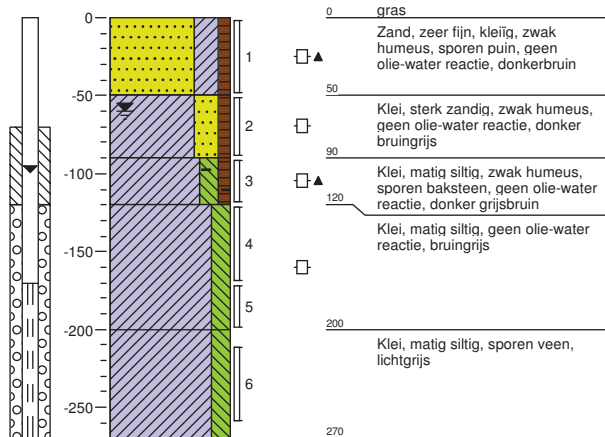 0
-50
-100
-150
-200
-250
1
2
3
4
5
6
0 gras
Zand, zeer fijn, kleiïg, zwak
humeus, sporen puin, geen
olie-water reactie, donkerbruin
50
Klei, sterk zandig, zwak humeus,
geen olie-water reactie, donker
bruingrijs
90
Klei, matig siltig, zwak humeus,
sporen baksteen, geen olie-water
reactie, donker grijsbruin
120
Klei, matig siltig, geen olie-water
reactie, bruingrijs
200
Klei, matig siltig, sporen veen,
lichtgrijs
270